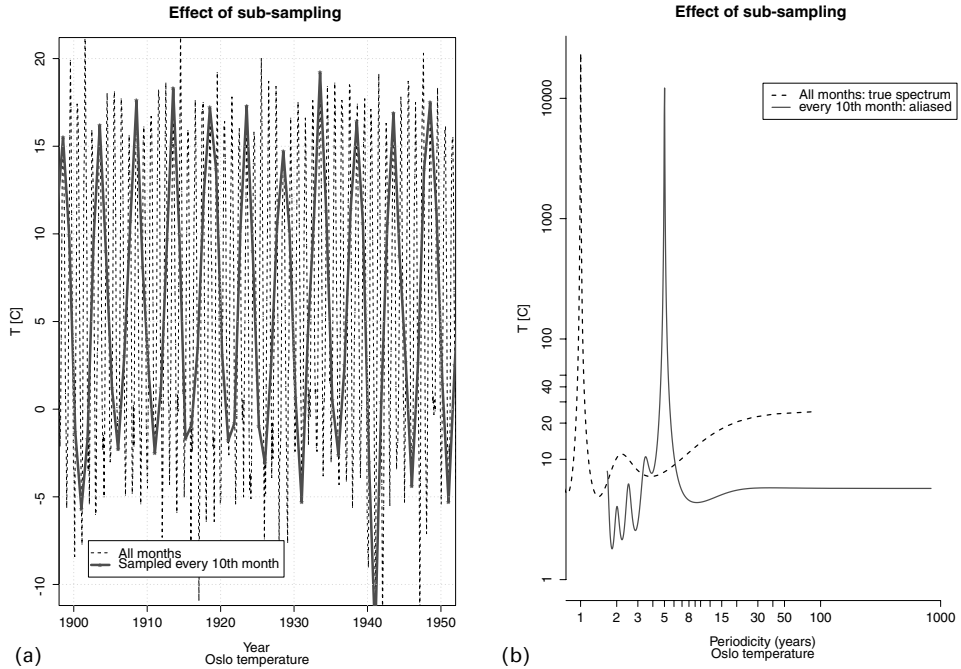 Effect of sub-sampling
T [C]
20
15
10
5
0
-5
-10
All months
Sampled every 10th month
1900 1910 1920 1930 1940 1950
Year
Oslo temperature
(a)
Effect of sub-sampling
T [C]
10000
1000
100
40
20
10
1
All months: true spectrum
every 10th month: aliased
1 2 3 5 8 10 15 30 50 100 1000
Periodicity (years)
Oslo temperature
(b)